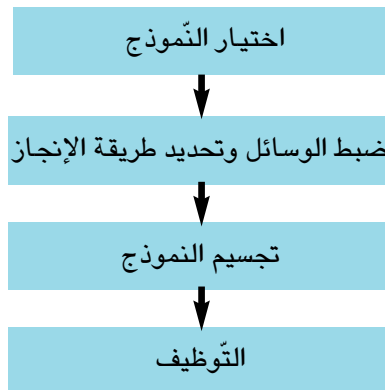 اختيار النّموذج
ضبط الوسائل وتحديد طريقة الإنجاز
تجسيم النموذج
التّوظيف